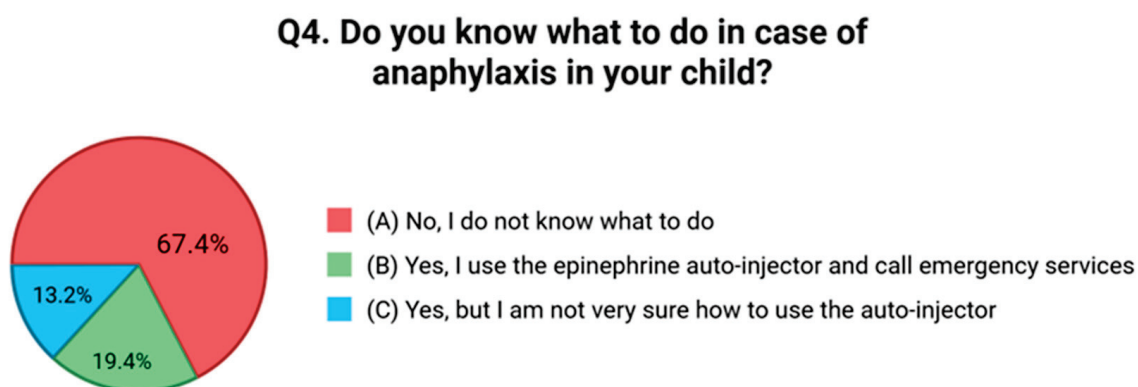 Q4. Do you know what to do in case of
anaphylaxis in your child?
67.4%
13.2%
19.4%
(A) No, I do not know what to do
(B) Yes, I use the epinephrine auto-injector and call emergency services
(C) Yes, but I am not very sure how to use the auto-injector